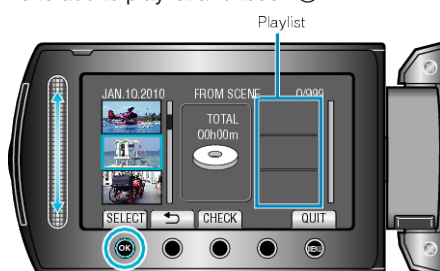 Playlist
JAN.10.2010 FROM SCENE 0/999
TOTAL
00h00m
SELECT CHECK QUIT
OK MENU